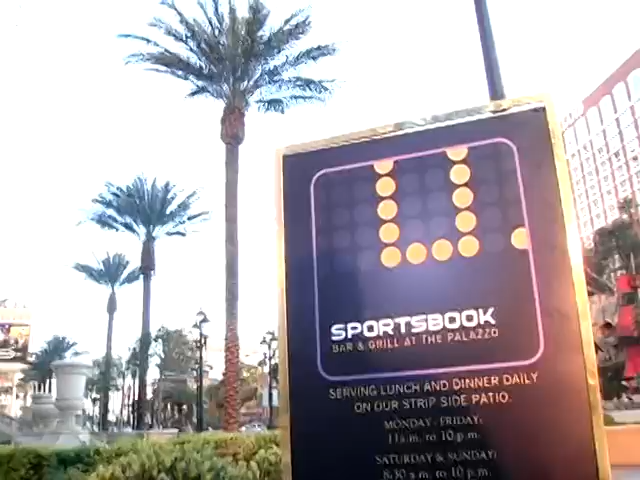 SPORTSBOOK
BAR & GRILL AT THE PALAZZO
SERVING LUNCH AND DINNER DAILY
ON OUR STRIP SIDE PATIO.
MONDAY - FRIDAY:
11a.m. to 10p.m.
SATURDAY & SUNDAY:
8:30 a.m. to 10p.m.